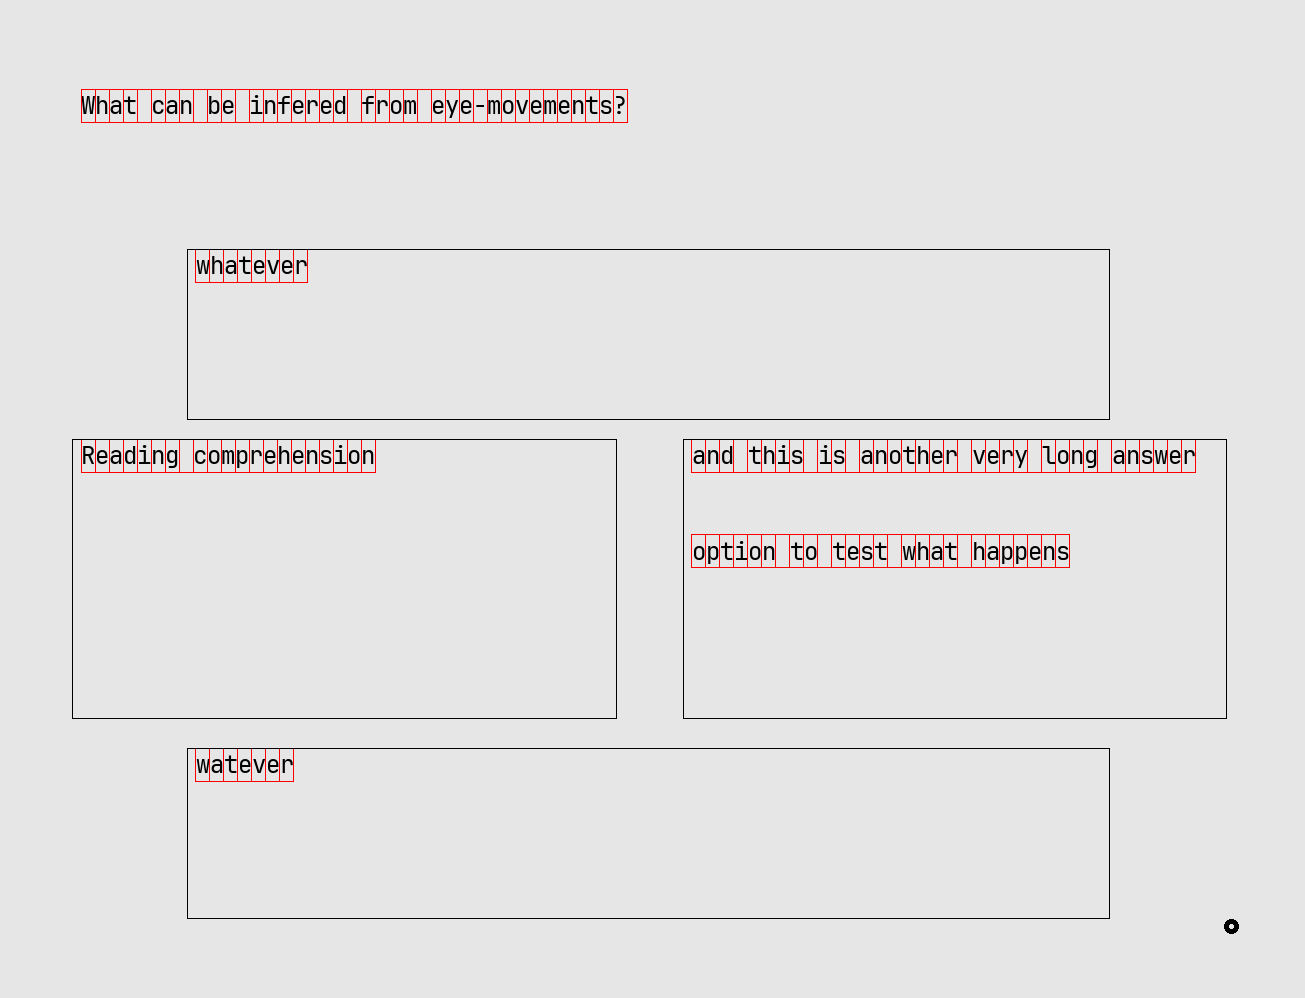 What can be infered from eye-movements?
whatever
Reading comprehension
and this is another very long answer
option to test what happens
watever